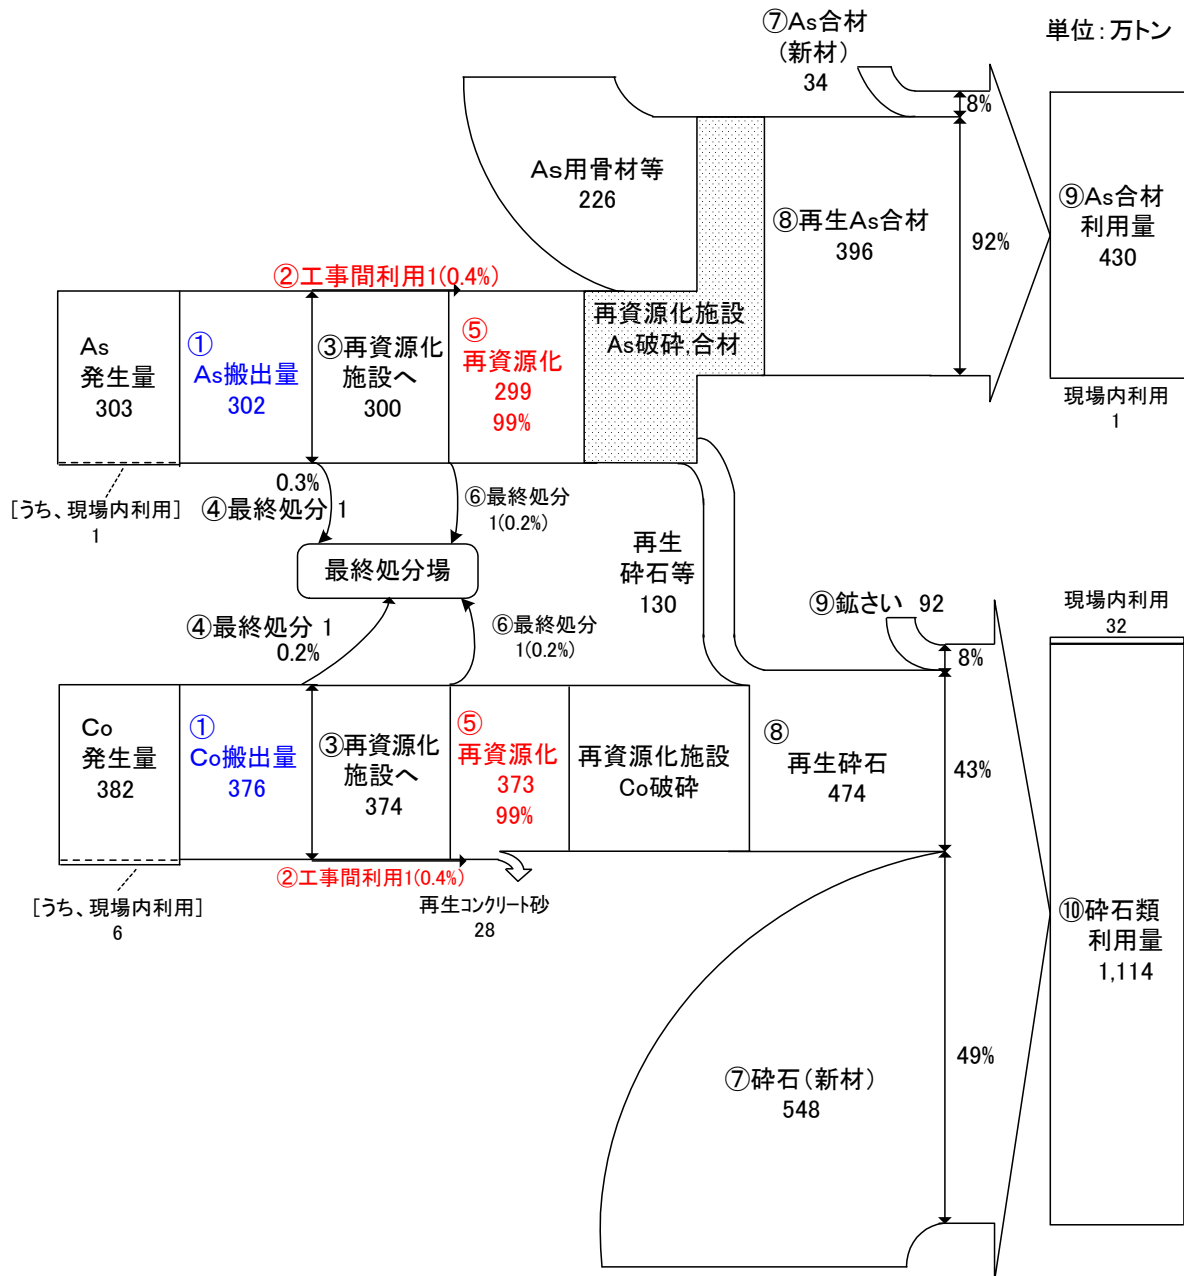 単位：万トン
⑦As合材
(新材)
34
8%
As用骨材等
226
⑧再生As合材
396
92%
⑨As合材
利用量
430
現場内利用
1
②工事間利用1(0.4%)
As
発生量
303
①
As搬出量
302
③再資源化
施設へ
300
⑤
再資源化
299
99%
再資源化施設
As破砕,合材
[うち、現場内利用]
1
0.3%
④最終処分 1
⑥最終処分
1(0.2%)
最終処分場
④最終処分 1
0.2%
⑥最終処分
1(0.2%)
再生
砕石等
130
⑨鉱さい 92
8%
現場内利用
32
Co
発生量
382
①
Co搬出量
376
③再資源化
施設へ
374
⑤
再資源化
373
99%
再資源化施設
Co破砕
⑧
再生砕石
474
43%
②工事間利用1(0.4%)
[うち、現場内利用]
6
再生コンクリート砂
28
⑩砕石類
利用量
1,114
49%
⑦砕石(新材)
548